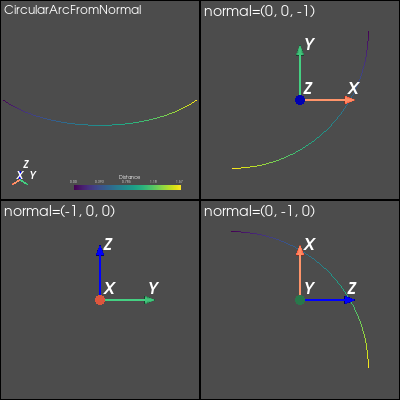 CircularArcFromNormal
Z
X Y
Distance
normal=(0, 0, -1)
Y
Z X
normal=(-1, 0, 0)
Z
X Y
normal=(0, -1, 0)
X
Y Z